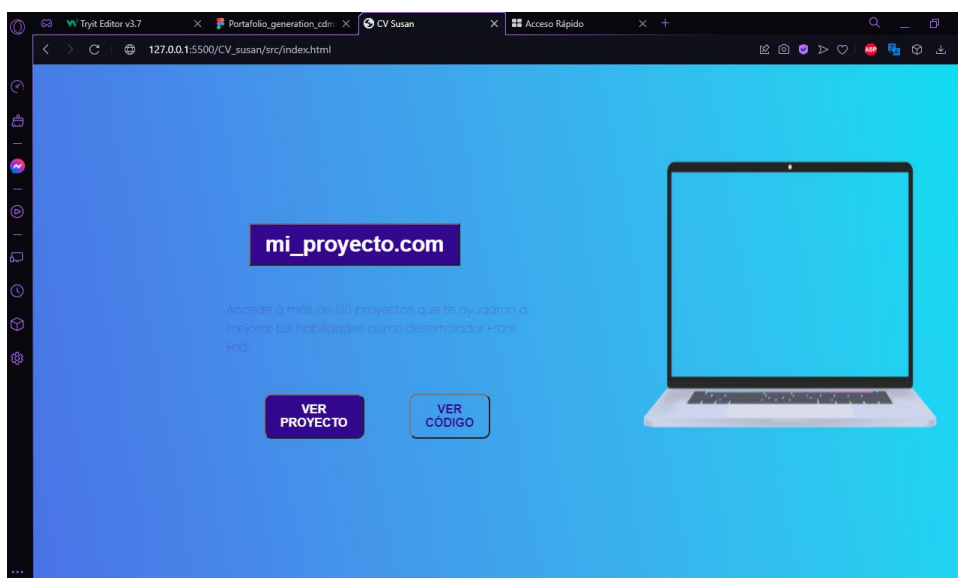 Tryit Editor v3.7
Portafolio_generation_cdm
CV Susan
Acceso Rápido
127.0.0.1:5500/CV_susan/src/index.html
ABP
mi_proyecto.com
Accede a más de 120 proyectos que te ayudaran a
mejorar tus habilidades como desarrollador Front
End.
VER
PROYECTO
VER
CÓDIGO